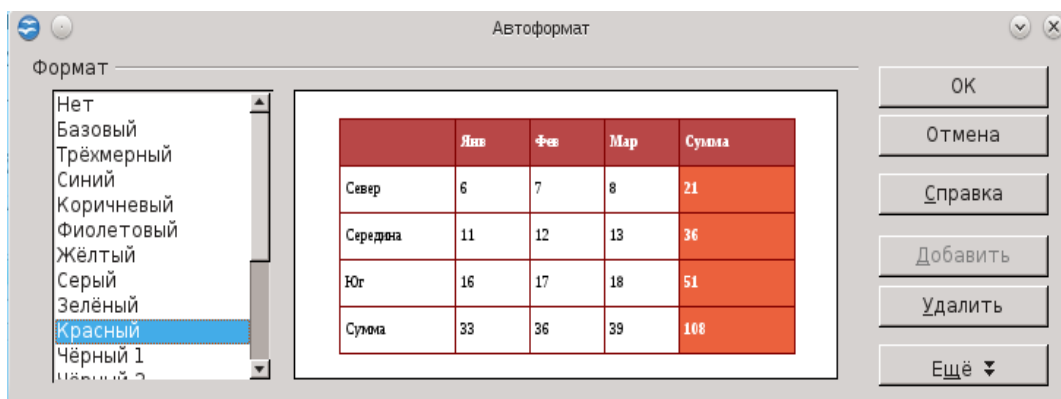 Автоформат
Формат
Нет
Базовый
Трёхмерный
Синий
Коричневый
Фиолетовый
Жёлтый
Серый
Зелёный
Красный
Чёрный 1
Чёрный 2
Янв Фев Мар Сумма
Север 6 7 8 21
Середина 11 12 13 36
Юг 16 17 18 51
Сумма 33 36 39 108
OK
Отмена
Справка
Добавить
Удалить
Ещё